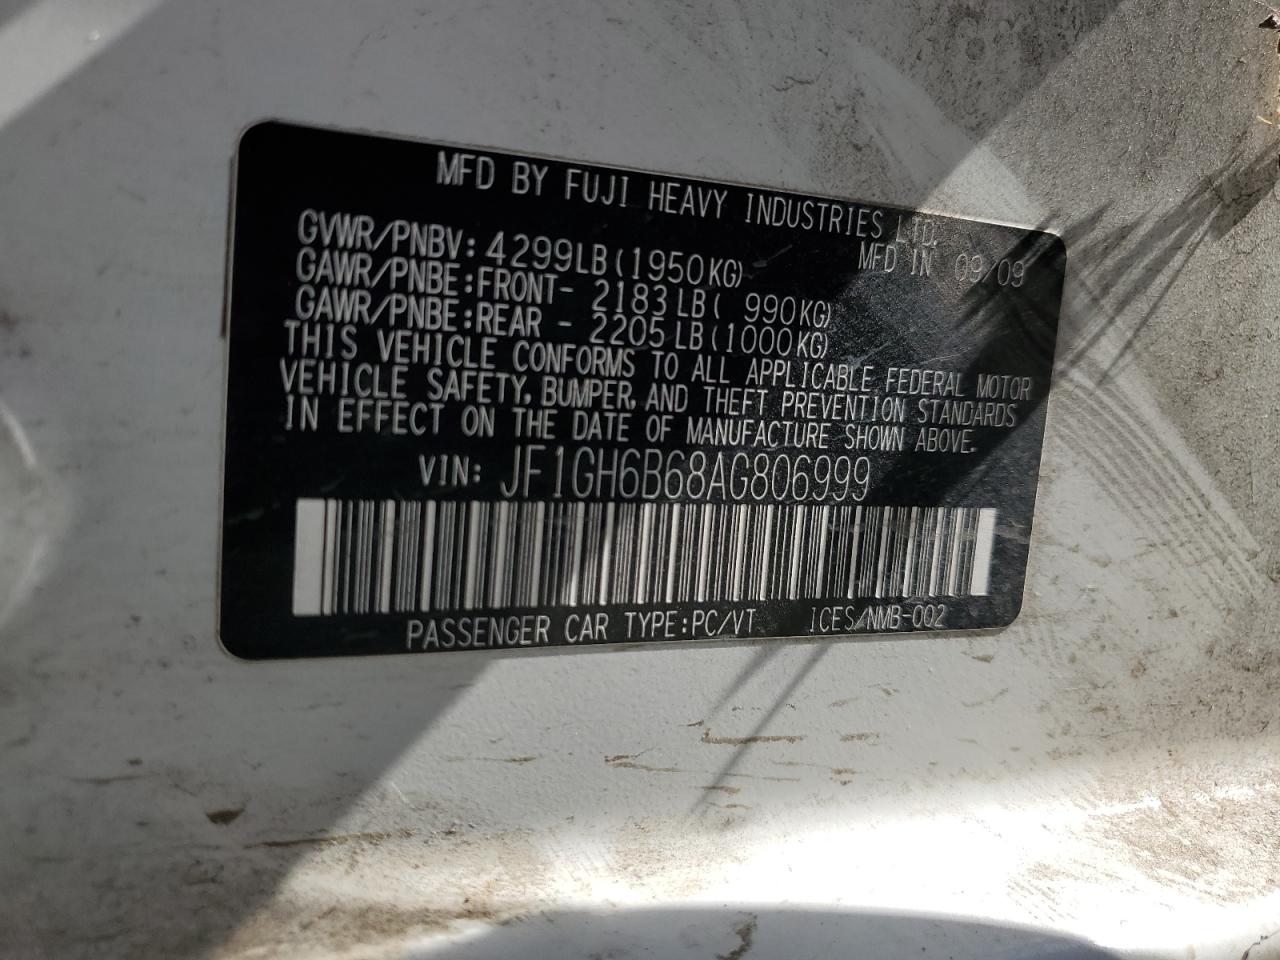 MFD BY FUJI HEAVY INDUSTRIES LTD.
GVWR/PNBV: 4299LB(1950KG) MFD IN 09/09
GAWR/PNBE:FRONT- 2183LB( 990KG)
GAWR/PNBE:REAR - 2205LB(1000KG)
THIS VEHICLE CONFORMS TO ALL APPLICABLE FEDERAL MOTOR
VEHICLE SAFETY, BUMPER, AND THEFT PREVENTION STANDARDS
IN EFFECT ON THE DATE OF MANUFACTURE SHOWN ABOVE.
VIN: JF1GH6B68AG806999
PASSENGER CAR TYPE:PC/VT ICES/NMB-002